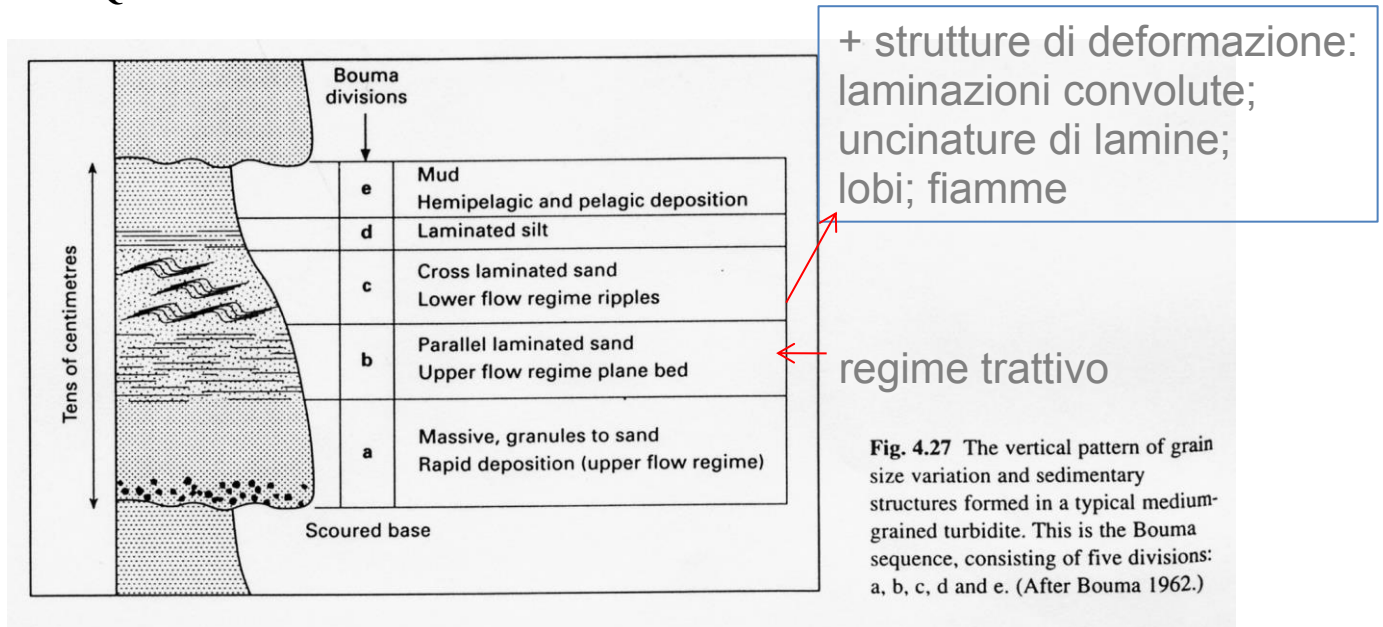 + strutture di deformazione:
laminazioni convolute;
uncinature di lamine;
lobi; fiamme
Bouma
divisions
e
Mud
Hemipelagic and pelagic deposition
d
Laminated silt
c
Cross laminated sand
Lower flow regime ripples
b
Parallel laminated sand
Upper flow regime plane bed
a
Massive, granules to sand
Rapid deposition (upper flow regime)
Scoured base
Tens of centimetres
regime trattivo
Fig. 4.27 The vertical pattern of grain
size variation and sedimentary
structures formed in a typical medium-
grained turbidite. This is the Bouma
sequence, consisting of five divisions:
a, b, c, d and e. (After Bouma 1962.)